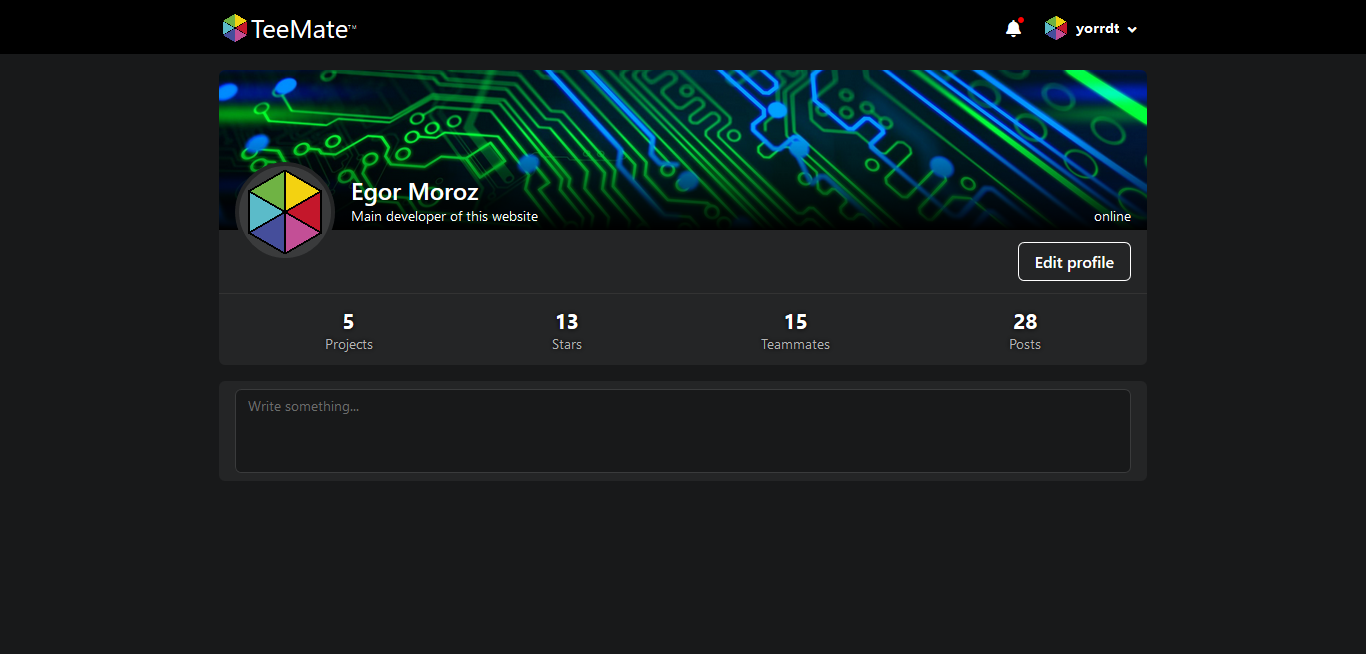 TeeMate™
yorrdt
Egor Moroz
Main developer of this website
online
Edit profile
5
Projects
13
Stars
15
Teammates
28
Posts
Write something...